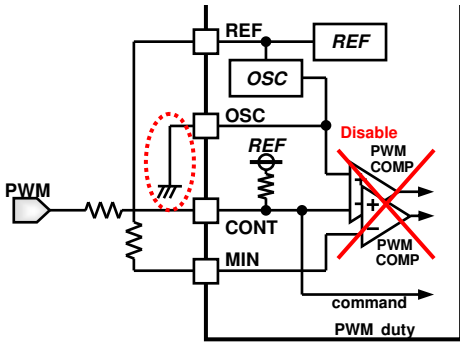 REF
REF
OSC
OSC
Disable
REF
PWM
COMP
PWM
CONT
PWM
COMP
MIN
command
PWM duty